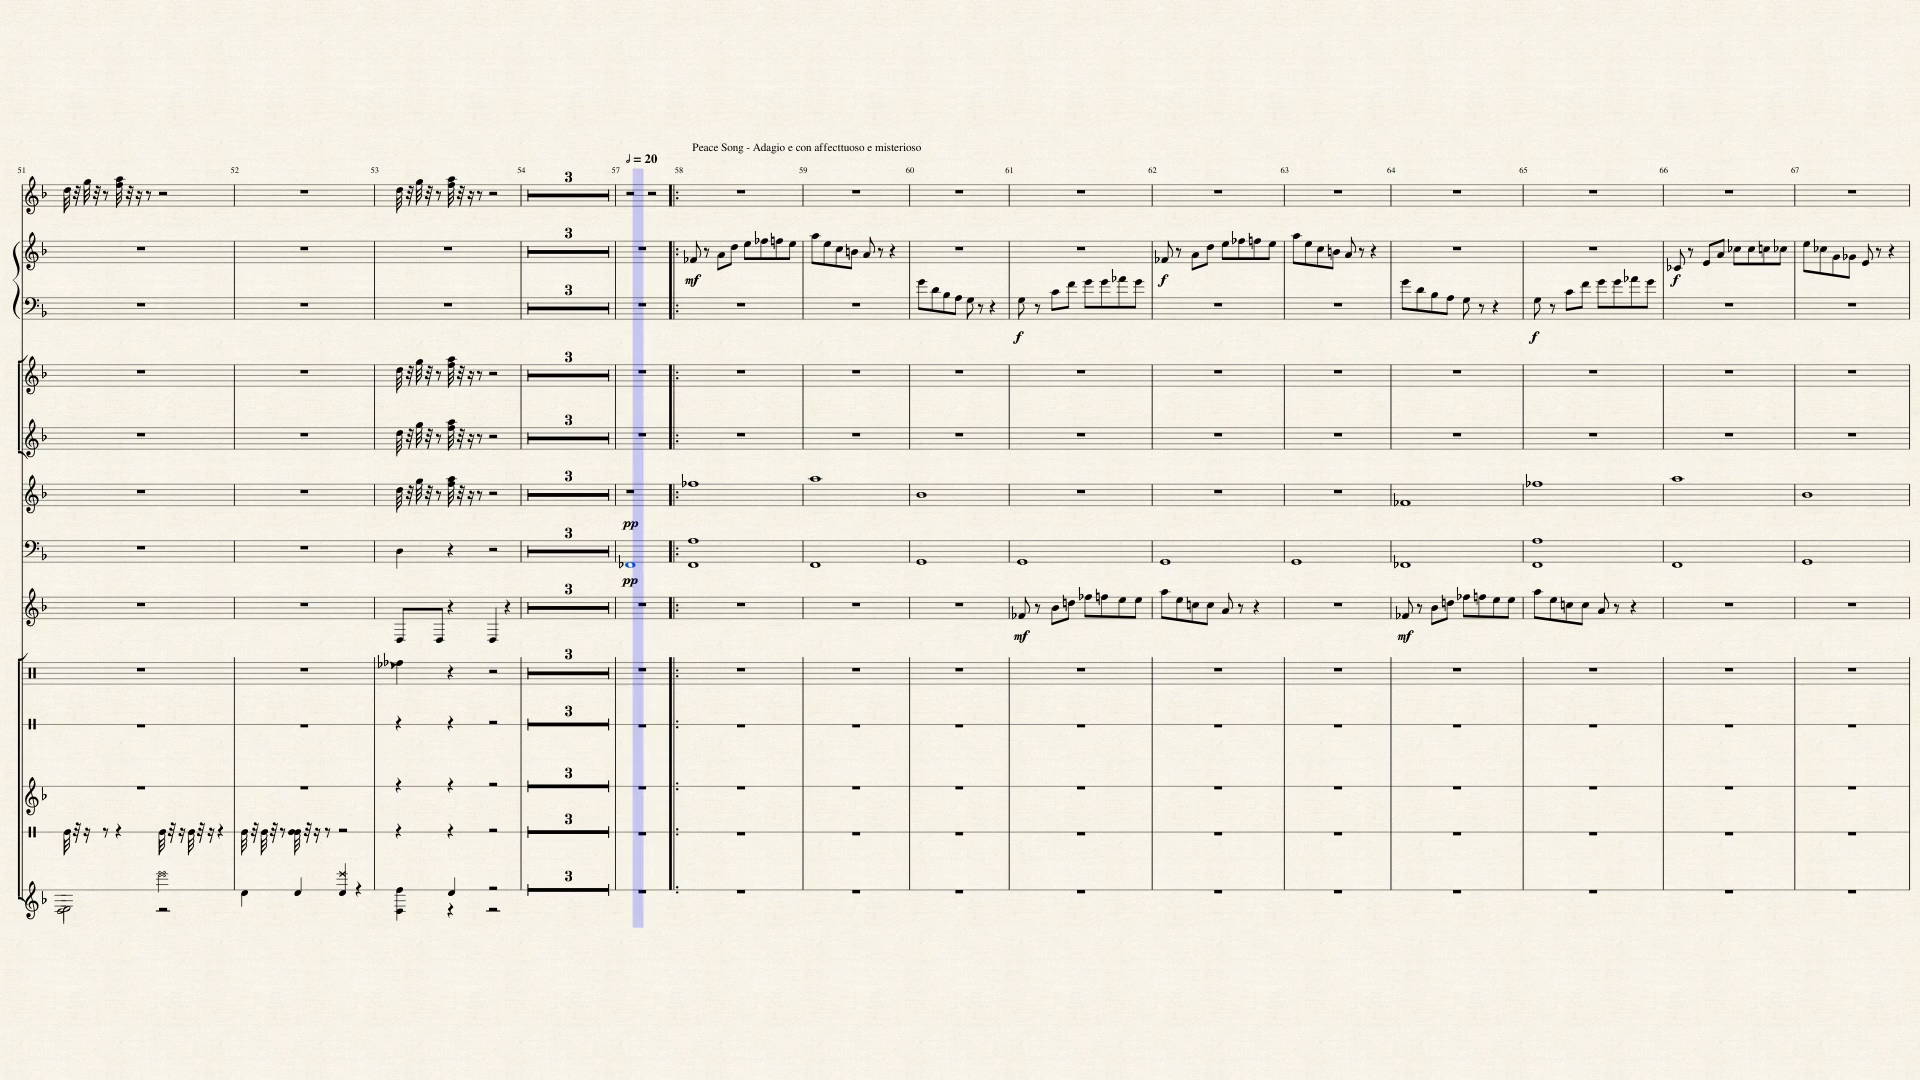 Peace Song - Adagio e con affecttuoso e misterioso
𝅗𝅥 = 20
51 52 53 54 57 58 59 60 61 62 63 64 65 66 67
3
3
mf f f
3
f f
3
3
3
pp
3
pp
3
mf mf
3
3
3
3
3